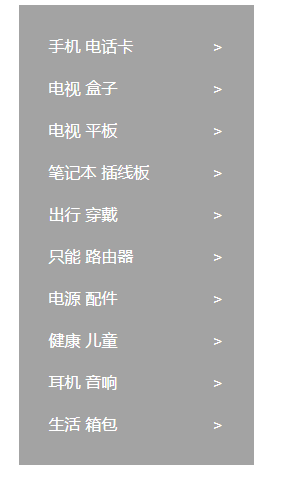 手机 电话卡 >
电视 盒子 >
电视 平板 >
笔记本 插线板 >
出行 穿戴 >
只能 路由器 >
电源 配件 >
健康 儿童 >
耳机 音响 >
生活 箱包 >